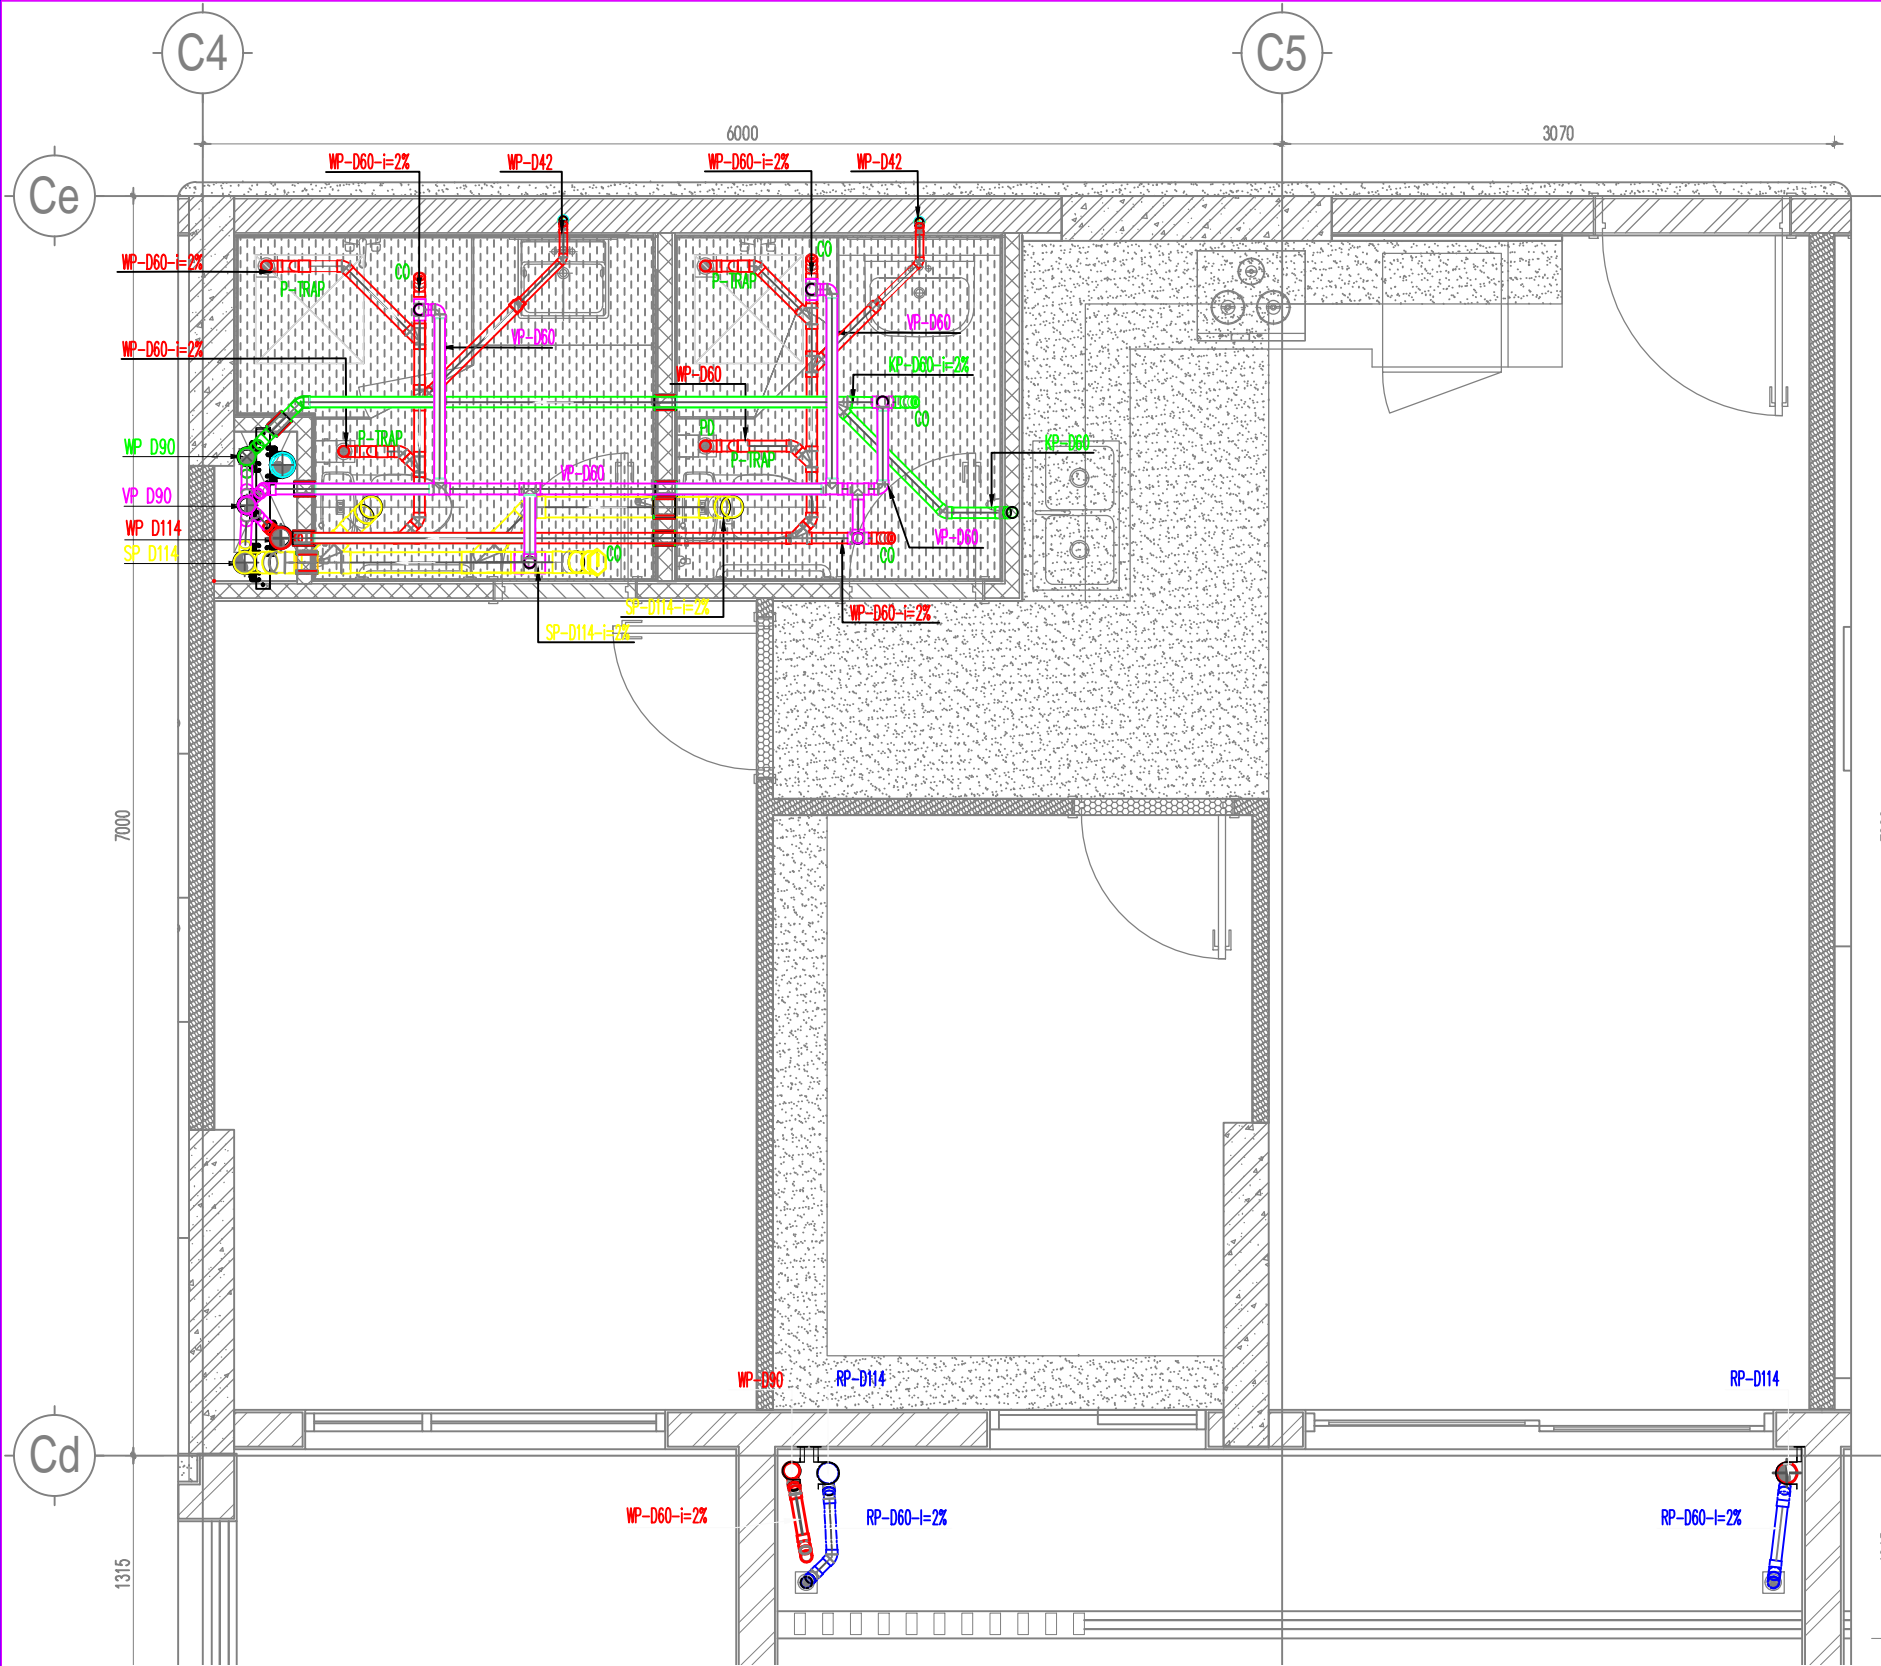 C4
C5
6000
3070
Ce
WP-D60-i=2%
WP-D42
WP-D60-i=2%
WP-D42
WP-D60-i=2%
CO
CO
P-TRAP
P-TRAP
VP-D60
VP-D60
WP-D60-i=2%
KP-D60-i=2%
WP-D60
CO
PD
P-TRAP
P-TRAP
KP-D60
WP D90
VP-D60
VP D90
WP D114
VP-D60
SP D114
CO
CO
SP-D114-i=2%
WP-D60-i=2%
SP-D114-i=2%
7000
WP-D90
RP-D114
RP-D114
Cd
WP-D60-i=2%
RP-D60-I=2%
RP-D60-I=2%
1315